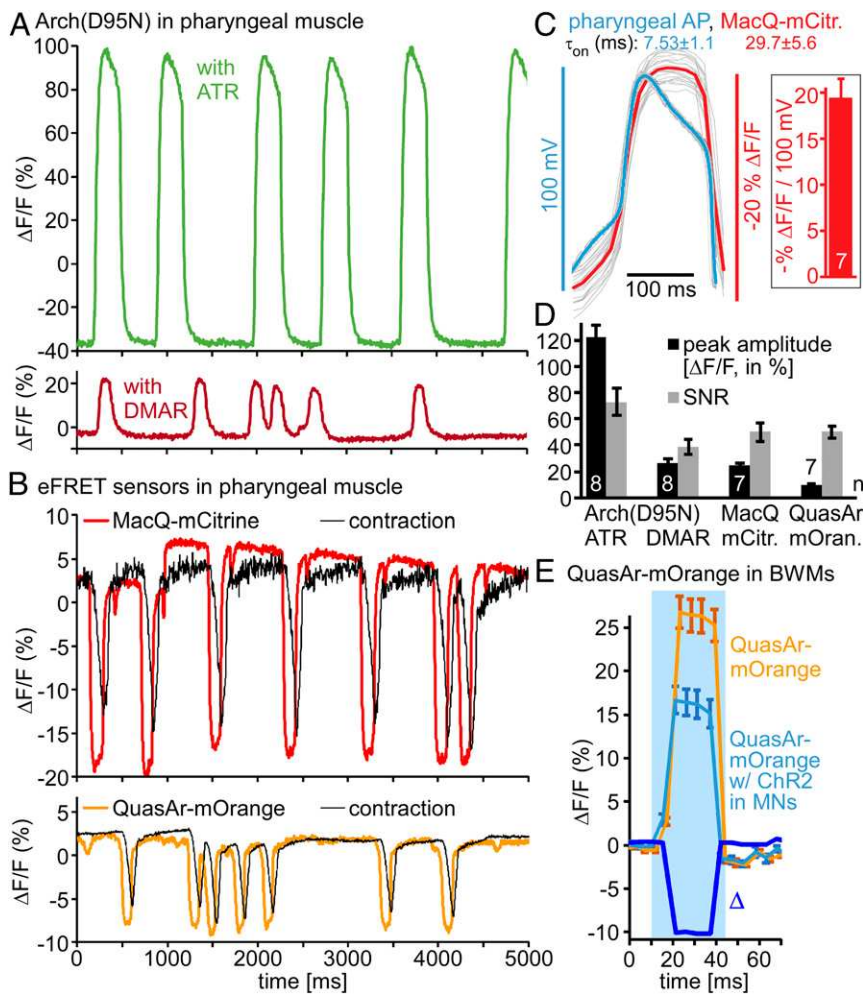 A Arch(D95N) in pharyngeal muscle
100
80
60
40
20
0
-20
-40
ΔF/F (%)
with
ATR
20
0
ΔF/F (%)
with
DMAR
0 1000 2000 3000 4000 5000
B eFRET sensors in pharyngeal muscle
MacQ-mCitrine contraction
10
5
0
-5
-10
-15
-20
ΔF/F (%)
QuasAr-mOrange contraction
5
0
-5
-10
ΔF/F (%)
0 1000 2000 3000 4000 5000
time [ms]
C pharyngeal AP, MacQ-mCitr.
τon (ms): 7.53±1.1 29.7±5.6
100 mV
-20 % ΔF/F
100 ms
-% ΔF/F / 100 mV
20
15
10
5
0
7
D
120
100
80
60
40
20
0
peak amplitude
[ΔF/F, in %]
SNR
8 8 7 7 n
Arch(D95N) MacQ QuasAr
ATR DMAR mCitr. mOran.
E QuasAr-mOrange in BWMs
25
20
15
10
5
0
-5
-10
ΔF/F (%)
QuasAr-
mOrange
QuasAr-
mOrange
w/ ChR2
in MNs
Δ
0 20 40 60
time [ms]